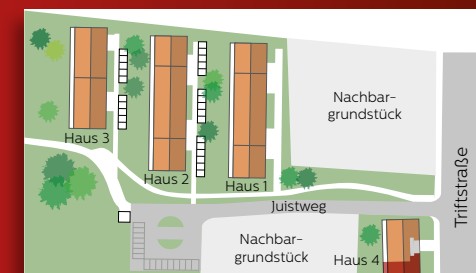 Nachbar-
grundstück
Haus 3
Haus 2
Haus 1
Juistweg
Triftstraße
Nachbar-
grundstück
Haus 4